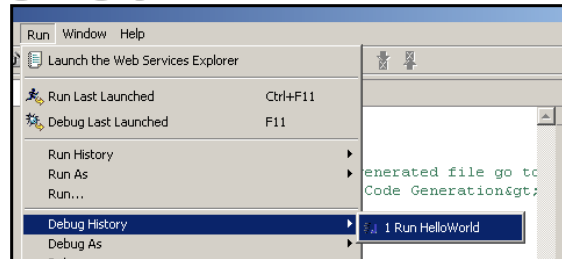 Run Window Help
Launch the Web Services Explorer
Run Last Launched Ctrl+F11
Debug Last Launched F11
Run History
Run As
Run...
enerated file go to
Code Generation&gt;
Debug History
1 Run HelloWorld
Debug As